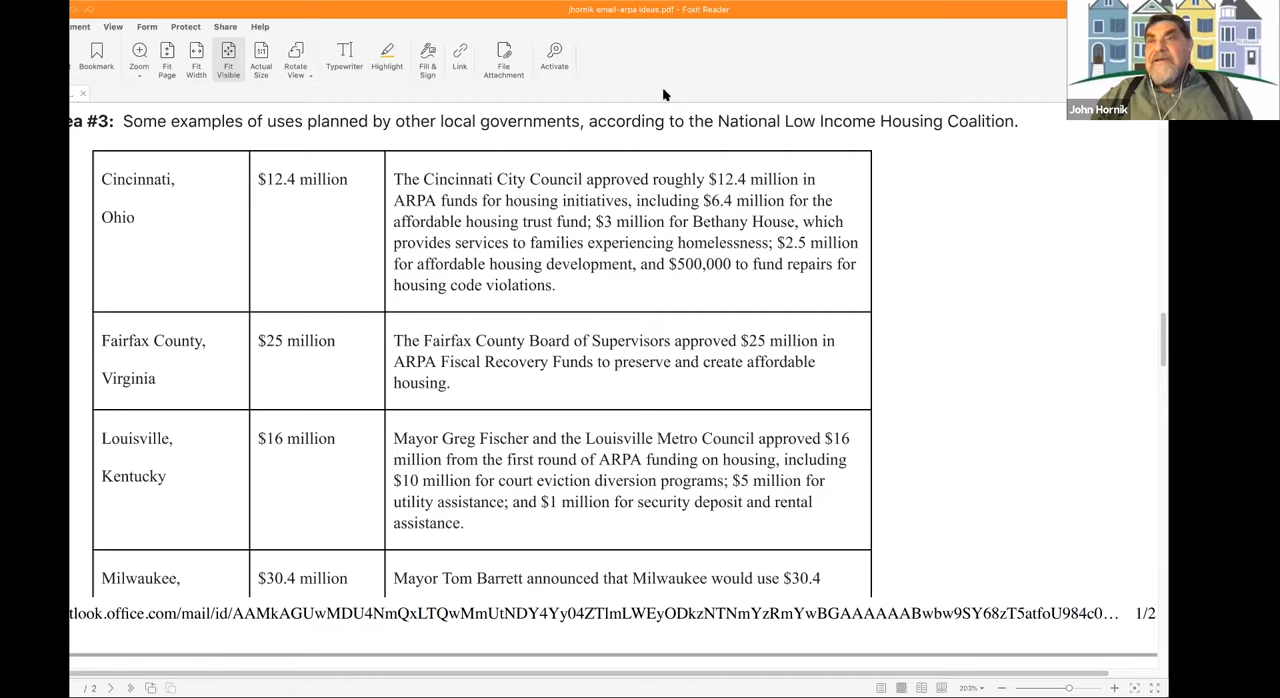 jhornik email-arpa-ideas.pdf - Foxit Reader
ment View Form Protect Share Help
Bookmark Zoom Fit Page Fit Width Fit Visible Actual Size Rotate View Typewriter Highlight Fill & Sign Link File Attachment Activate
John Hornik
ea #3: Some examples of uses planned by other local governments, according to the National Low Income Housing Coalition.
Cincinnati,
Ohio
$12.4 million
The Cincinnati City Council approved roughly $12.4 million in
ARPA funds for housing initiatives, including $6.4 million for the
affordable housing trust fund; $3 million for Bethany House, which
provides services to families experiencing homelessness; $2.5 million
for affordable housing development, and $500,000 to fund repairs for
housing code violations.
Fairfax County,
Virginia
$25 million
The Fairfax County Board of Supervisors approved $25 million in
ARPA Fiscal Recovery Funds to preserve and create affordable
housing.
Louisville,
Kentucky
$16 million
Mayor Greg Fischer and the Louisville Metro Council approved $16
million from the first round of ARPA funding on housing, including
$10 million for court eviction diversion programs; $5 million for
utility assistance; and $1 million for security deposit and rental
assistance.
Milwaukee,
$30.4 million
Mayor Tom Barrett announced that Milwaukee would use $30.4
1/2
/ 2
203%